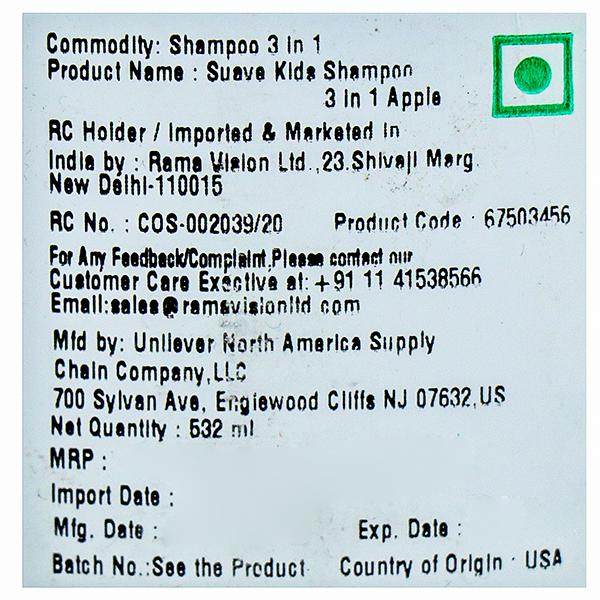 Commodity: Shampoo 3 in 1
Product Name : Suave Kids Shampoo
3 in 1 Apple
RC Holder / Imported & Marketed in
India by : Rama Vision Ltd.,23.Shivaji Marg.
New Delhi-110015
RC No. : COS-002039/20 Product Code : 67503456
For Any Feedback/Complaint,Please contact our
Customer Care Exective at: +91 11 41538566
Email:sales@ramavisionltd com
Mfd by: Unilever North America Supply
Chain Company,LLC
700 Sylvan Ave, Englewood Cliffs NJ 07632,US
Net Quantity : 532 ml
MRP :
Import Date :
Mfg. Date : Exp. Date :
Batch No.:See the Product Country of Origin : USA